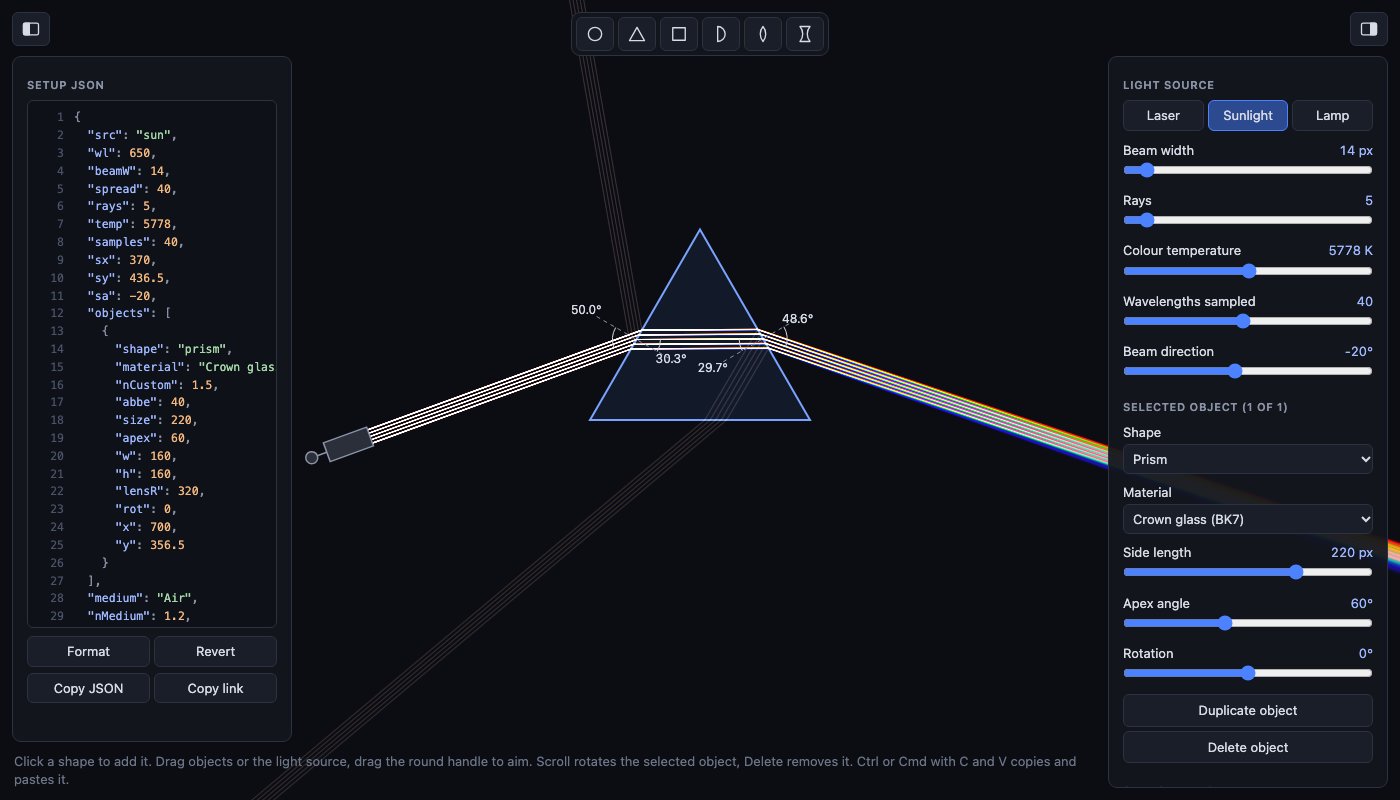 SETUP JSON
1 {
2 "src": "sun",
3 "wl": 650,
4 "beamW": 14,
5 "spread": 40,
6 "rays": 5,
7 "temp": 5778,
8 "samples": 40,
9 "sx": 370,
10 "sy": 436.5,
11 "sa": -20,
12 "objects": [
13 {
14 "shape": "prism",
15 "material": "Crown glas
16 "nCustom": 1.5,
17 "abbe": 40,
18 "size": 220,
19 "apex": 60,
20 "w": 160,
21 "h": 160,
22 "lensR": 320,
23 "rot": 0,
24 "x": 700,
25 "y": 356.5
26 }
27 ],
28 "medium": "Air",
29 "nMedium": 1.2,
Format Revert
Copy JSON Copy link
50.0°
30.3°
29.7°
48.6°
Click a shape to add it. Drag objects or the light source, drag the round handle to aim. Scroll rotates the selected object, Delete removes it. Ctrl or Cmd with C and V copies and
pastes it.
LIGHT SOURCE
Laser Sunlight Lamp
Beam width 14 px
Rays 5
Colour temperature 5778 K
Wavelengths sampled 40
Beam direction -20°
SELECTED OBJECT (1 OF 1)
Shape
Prism
Material
Crown glass (BK7)
Side length 220 px
Apex angle 60°
Rotation 0°
Duplicate object
Delete object